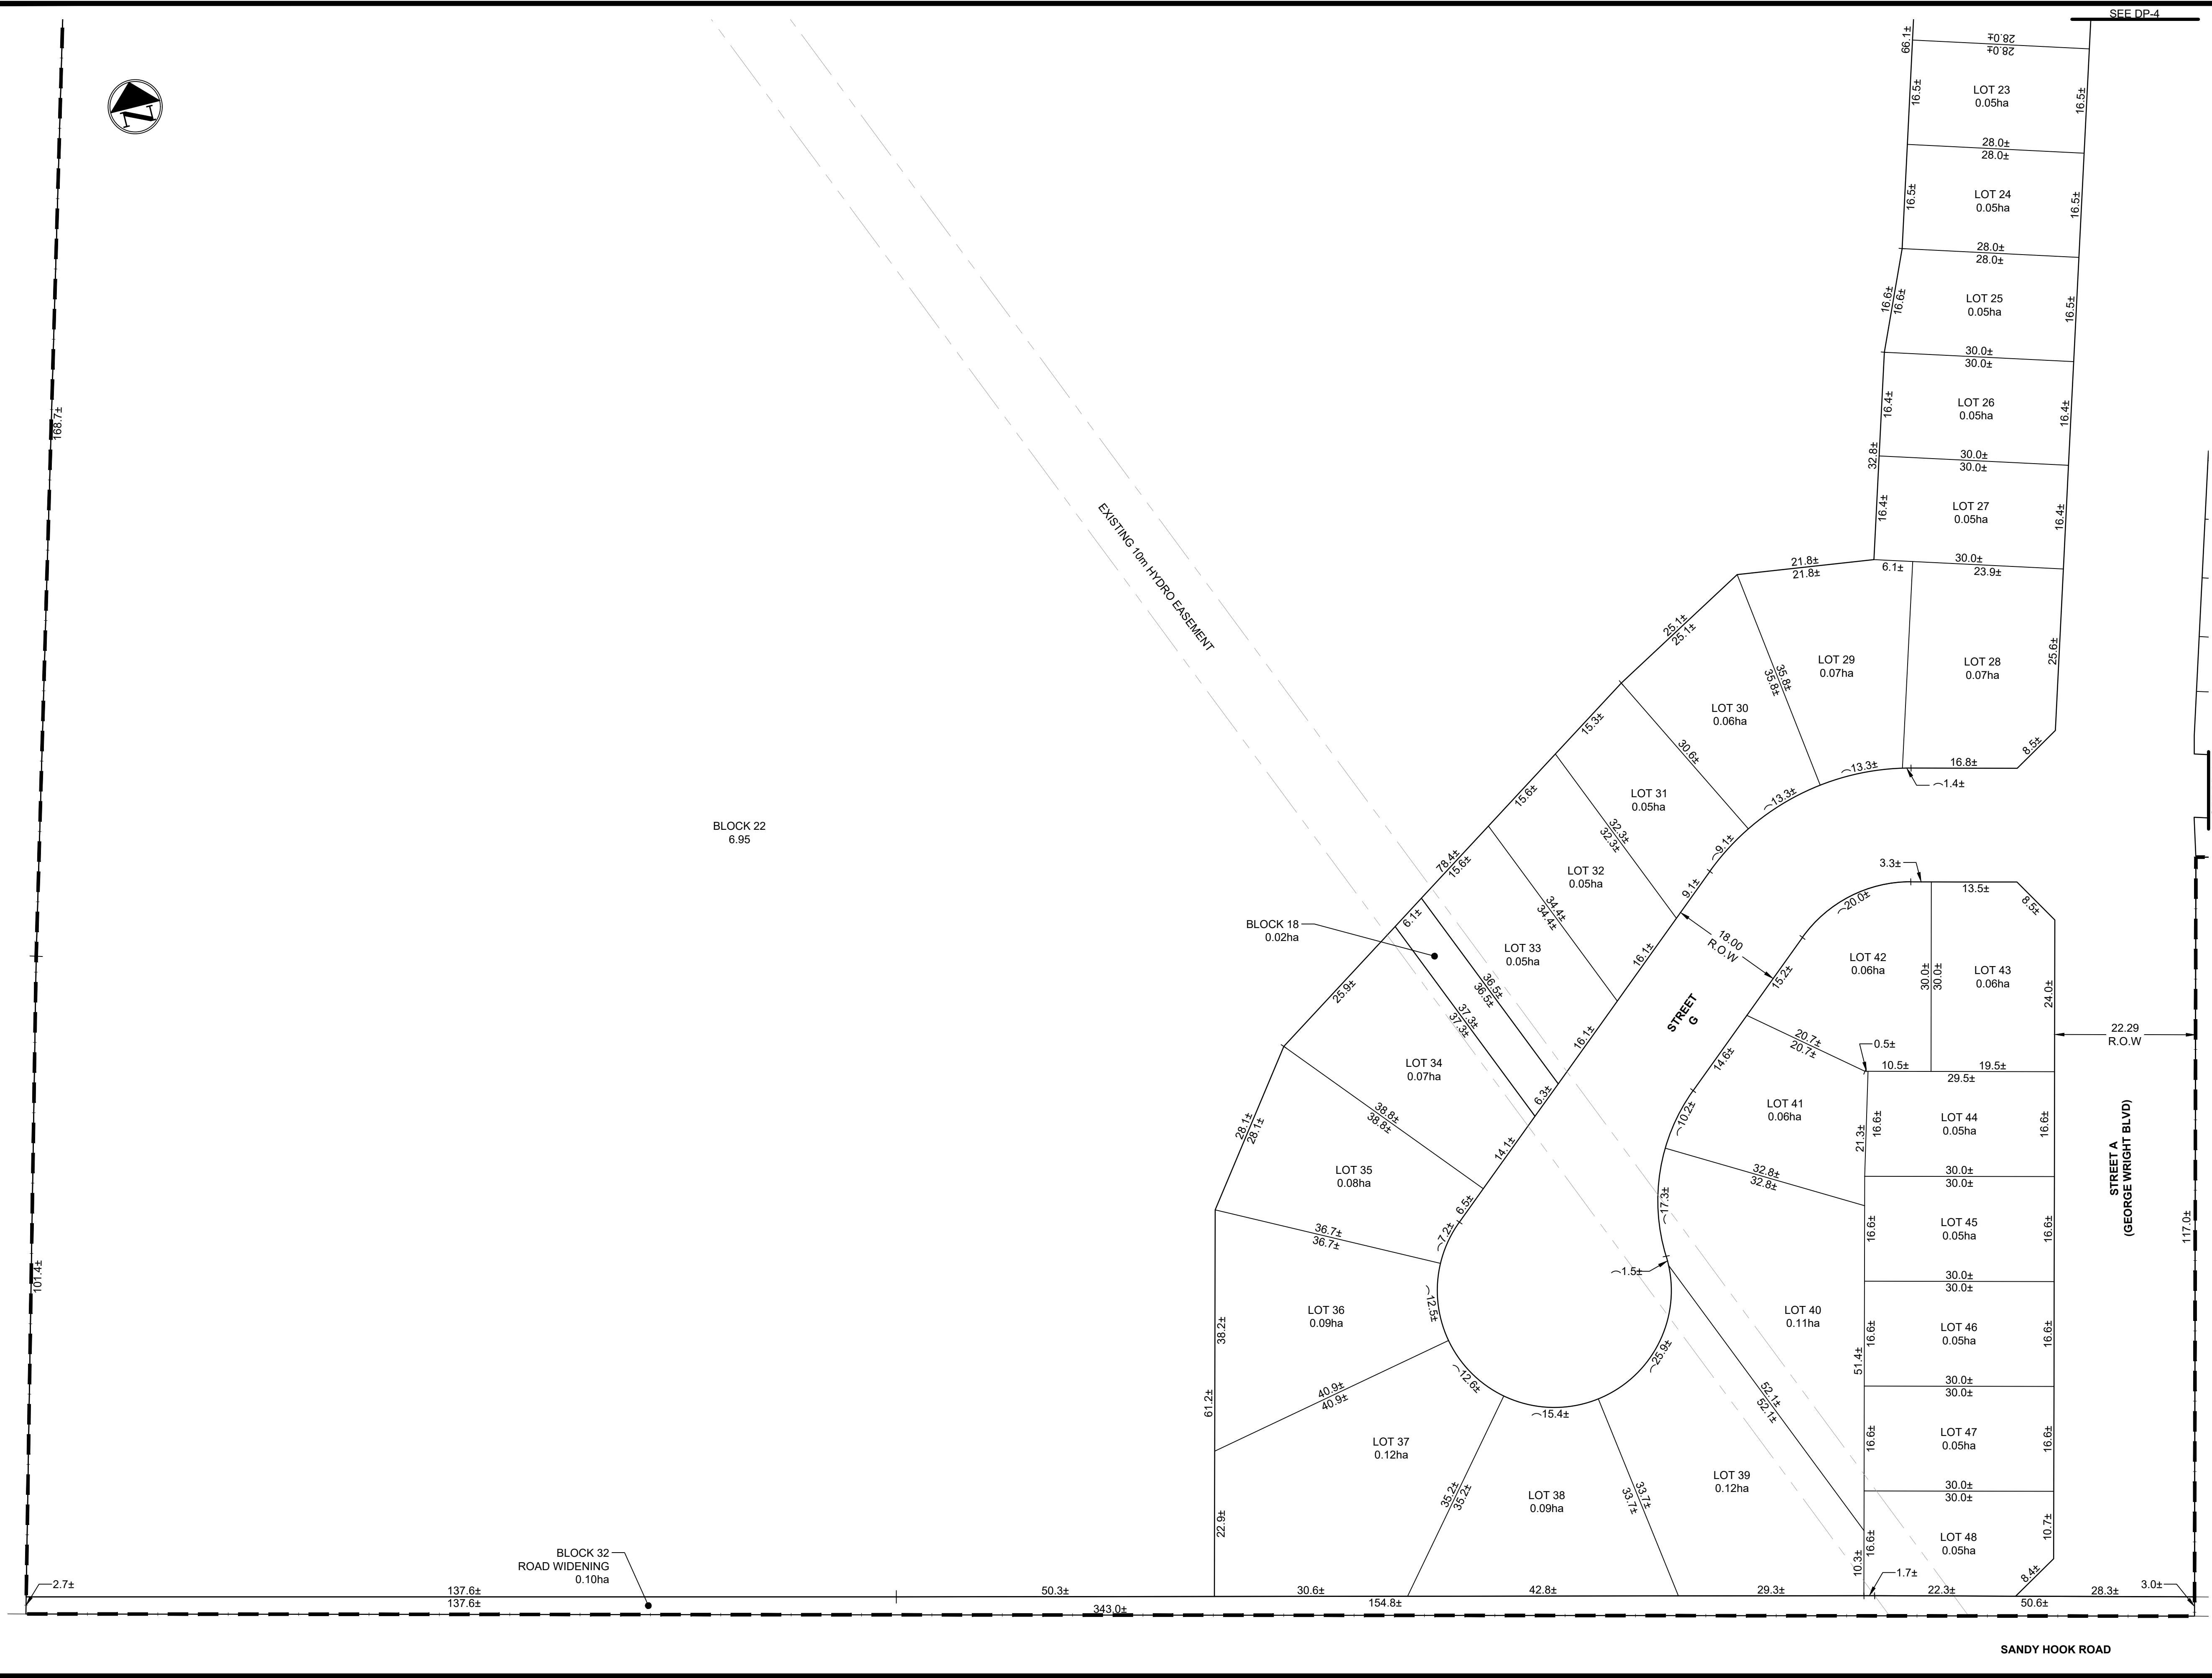 SEE DP-4
N
66.1±
28.0±
28.0±
LOT 23
0.05ha
16.5±
16.5±
28.0±
28.0±
LOT 24
0.05ha
16.5±
16.5±
28.0±
28.0±
LOT 25
0.05ha
16.6±
16.6±
16.5±
30.0±
30.0±
LOT 26
0.05ha
16.4±
16.4±
32.8±
30.0±
30.0±
LOT 27
0.05ha
16.4±
16.4±
30.0±
6.1±
23.9±
21.8±
21.8±
LOT 28
0.07ha
25.6±
8.5±
16.8±
1.4±
LOT 29
0.07ha
35.8±
35.8±
13.3±
25.1±
25.1±
LOT 30
0.06ha
30.6±
13.3±
15.3±
LOT 31
0.05ha
9.1±
9.1±
32.3±
32.3±
15.6±
LOT 32
0.05ha
16.1±
34.4±
34.4±
78.4±
15.6±
LOT 33
0.05ha
16.1±
36.5±
36.5±
6.1±
BLOCK 18
0.02ha
37.3±
37.3±
6.3±
25.9±
LOT 34
0.07ha
14.1±
38.8±
38.8±
28.1±
28.1±
LOT 35
0.08ha
6.5±
7.2±
36.7±
36.7±
LOT 36
0.09ha
38.2±
12.5±
61.2±
40.9±
40.9±
LOT 37
0.12ha
12.6±
22.9±
35.2±
35.2±
LOT 38
0.09ha
15.4±
33.7±
33.7±
LOT 39
0.12ha
25.9±
52.1±
52.1±
LOT 40
0.11ha
1.5±
17.3±
51.4±
10.3±
32.8±
32.8±
LOT 41
0.06ha
10.2±
14.6±
21.3±
20.7±
20.7±
0.5±
LOT 42
0.06ha
15.2±
20.0±
3.3±
10.5±
30.0±
30.0±
LOT 43
0.06ha
13.5±
8.5±
24.0±
19.5±
29.5±
LOT 44
0.05ha
16.6±
16.6±
30.0±
30.0±
LOT 45
0.05ha
16.6±
16.6±
30.0±
30.0±
LOT 46
0.05ha
16.6±
16.6±
30.0±
30.0±
LOT 47
0.05ha
16.6±
16.6±
30.0±
30.0±
LOT 48
0.05ha
16.6±
10.7±
8.4±
18.00
R.O.W
STREET
G
22.29
R.O.W
STREET A
(GEORGE WRIGHT BLVD)
117.0±
EXISTING 10m HYDRO EASEMENT
168.7±
101.4±
BLOCK 22
6.95
BLOCK 32
ROAD WIDENING
0.10ha
2.7±
137.6±
137.6±
50.3±
343.0±
30.6±
154.8±
42.8±
29.3±
1.7±
22.3±
28.3±
3.0±
50.6±
SANDY HOOK ROAD